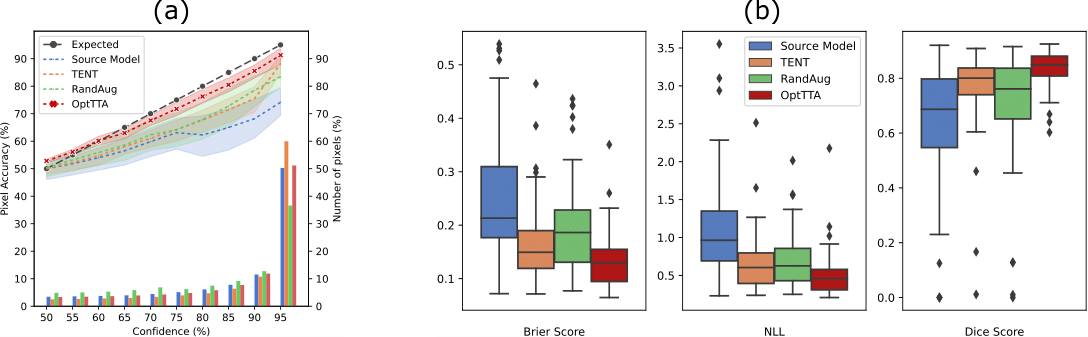 (a)
Pixel Accuracy (%)
90
80
70
60
50
40
30
20
10
0
Expected
Source Model
TENT
RandAug
OptTTA
90
80
70
60
50
40
30
20
10
0
Number of pixels (%)
50 55 60 65 70 75 80 85 90 95
Confidence (%)
(b)
0.5
0.4
0.3
0.2
0.1
Brier Score
3.5
3.0
2.5
2.0
1.5
1.0
0.5
Source Model
TENT
RandAug
OptTTA
NLL
0.8
0.6
0.4
0.2
0.0
Dice Score